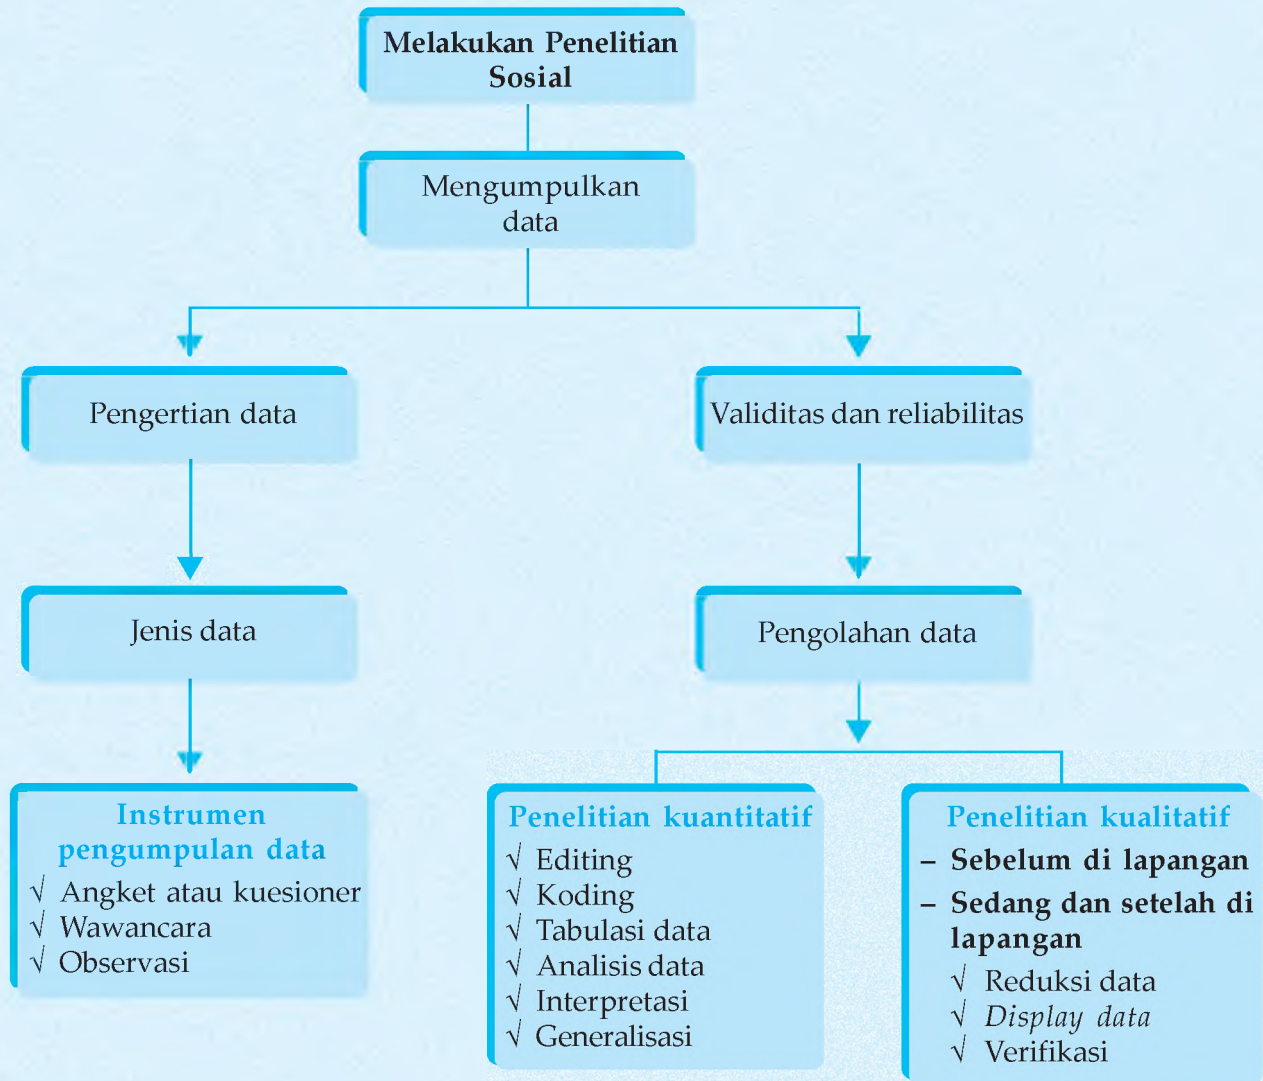 Melakukan Penelitian
Sosial
Mengumpulkan
data
Pengertian data
Validitas dan reliabilitas
Jenis data
Pengolahan data
Instrumen
pengumpulan data
√ Angket atau kuesioner
√ Wawancara
√ Observasi
Penelitian kuantitatif
√ Editing
√ Koding
√ Tabulasi data
√ Analisis data
√ Interpretasi
√ Generalisasi
Penelitian kualitatif
– Sebelum di lapangan
– Sedang dan setelah di
lapangan
√ Reduksi data
√ Display data
√ Verifikasi